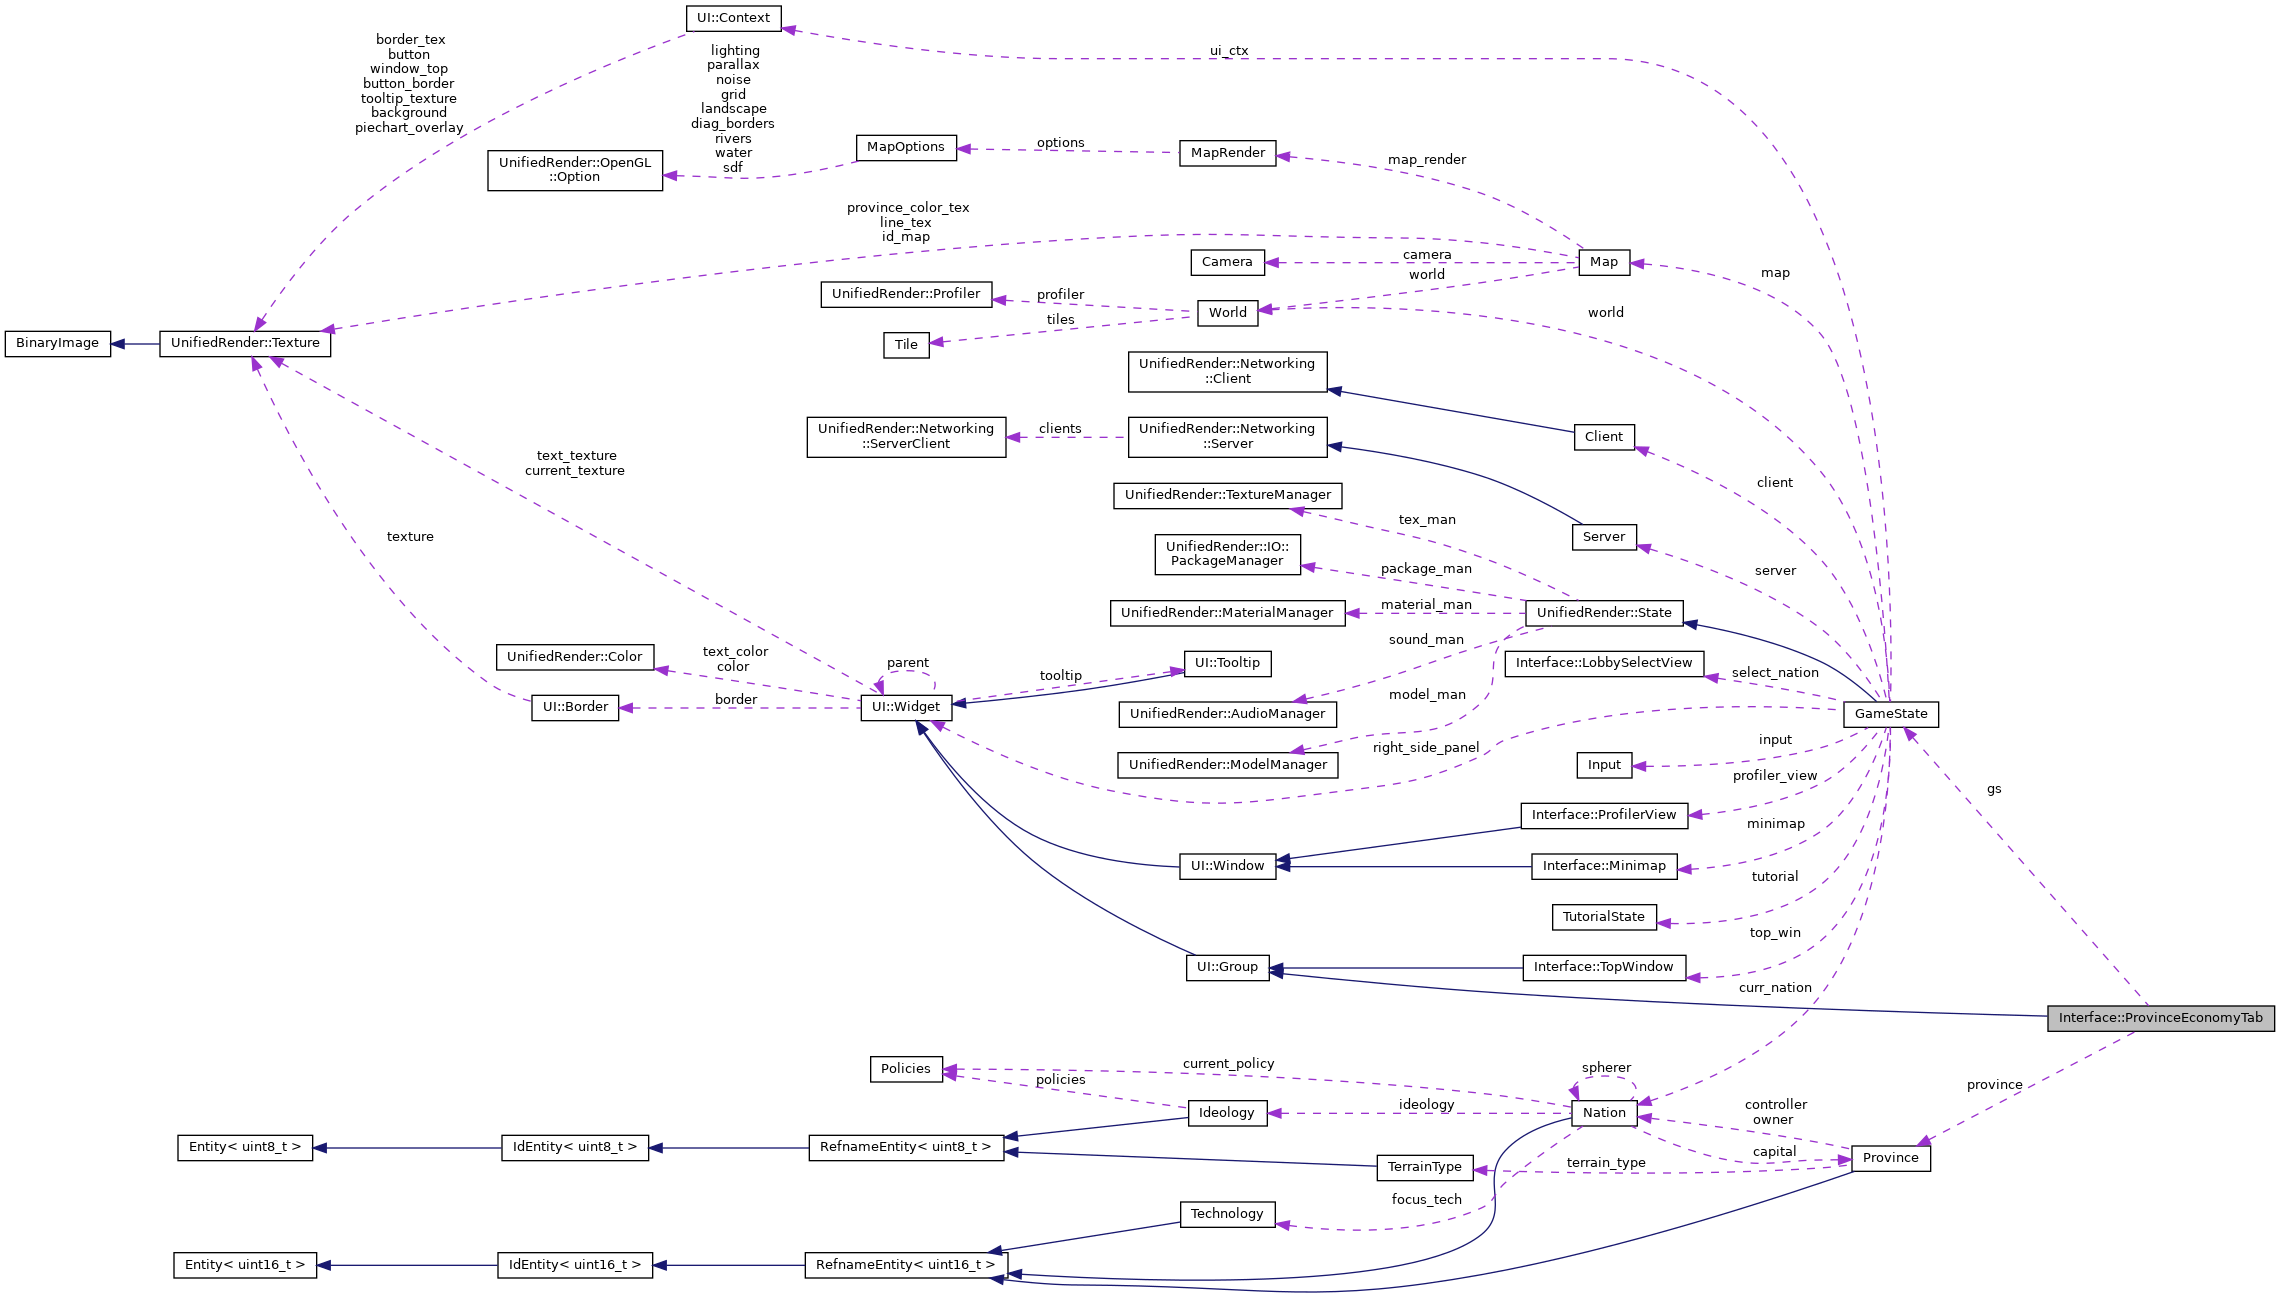 UI::Context
border_tex
button
window_top
button_border
tooltip_texture
background
piechart_overlay
lighting
parallax
noise
grid
landscape
diag_borders
rivers
water
sdf
ui_ctx
UnifiedRender::OpenGL
::Option
MapOptions
options
MapRender
map_render
province_color_tex
line_tex
id_map
Camera
camera
Map
map
world
UnifiedRender::Profiler
profiler
World
world
tiles
Tile
BinaryImage
UnifiedRender::Texture
UnifiedRender::Networking
::Client
UnifiedRender::Networking
::ServerClient
clients
UnifiedRender::Networking
::Server
Client
client
text_texture
current_texture
UnifiedRender::TextureManager
tex_man
Server
server
texture
UnifiedRender::IO::
PackageManager
package_man
UnifiedRender::MaterialManager
material_man
UnifiedRender::State
sound_man
UnifiedRender::Color
text_color
color
parent
tooltip
UI::Tooltip
Interface::LobbySelectView
select_nation
UI::Border
border
UI::Widget
UnifiedRender::AudioManager
model_man
GameState
right_side_panel
UnifiedRender::ModelManager
Input
input
profiler_view
gs
Interface::ProfilerView
minimap
UI::Window
Interface::Minimap
tutorial
TutorialState
top_win
UI::Group
Interface::TopWindow
curr_nation
Interface::ProvinceEconomyTab
Policies
current_policy
policies
spherer
province
Ideology
ideology
Nation
controller
owner
Entity< uint8_t >
IdEntity< uint8_t >
RefnameEntity< uint8_t >
TerrainType
terrain_type
capital
Province
focus_tech
Technology
Entity< uint16_t >
IdEntity< uint16_t >
RefnameEntity< uint16_t >